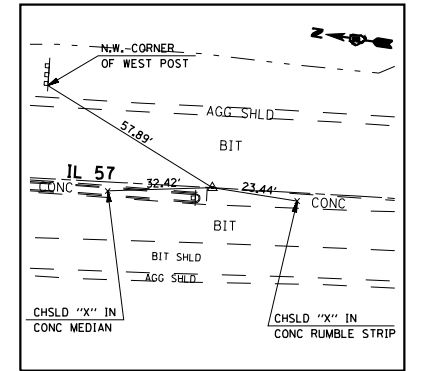 N
N.W.-CORNER
OF WEST POST
AGG SHLD
57.89'
BIT
IL 57
CONC
32.42'
23.44'
CONC
BIT
BIT SHLD
AGG SHLD
CHSLD "X" IN
CONC MEDIAN
CHSLD "X" IN
CONC RUMBLE STRIP